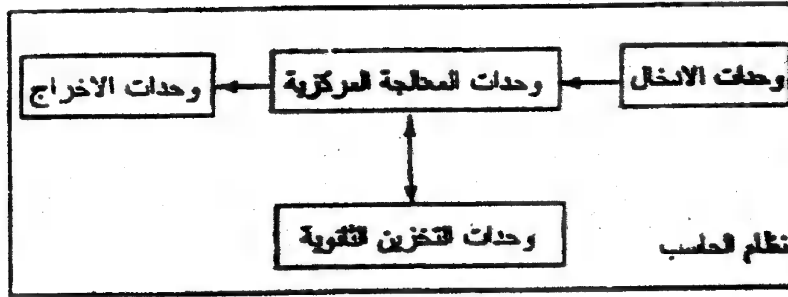 وحدات الادخال
وحدات المعالجة المركزية
وحدات الاخراج
وحدات التخزين الثانوية
نظام الحاسب